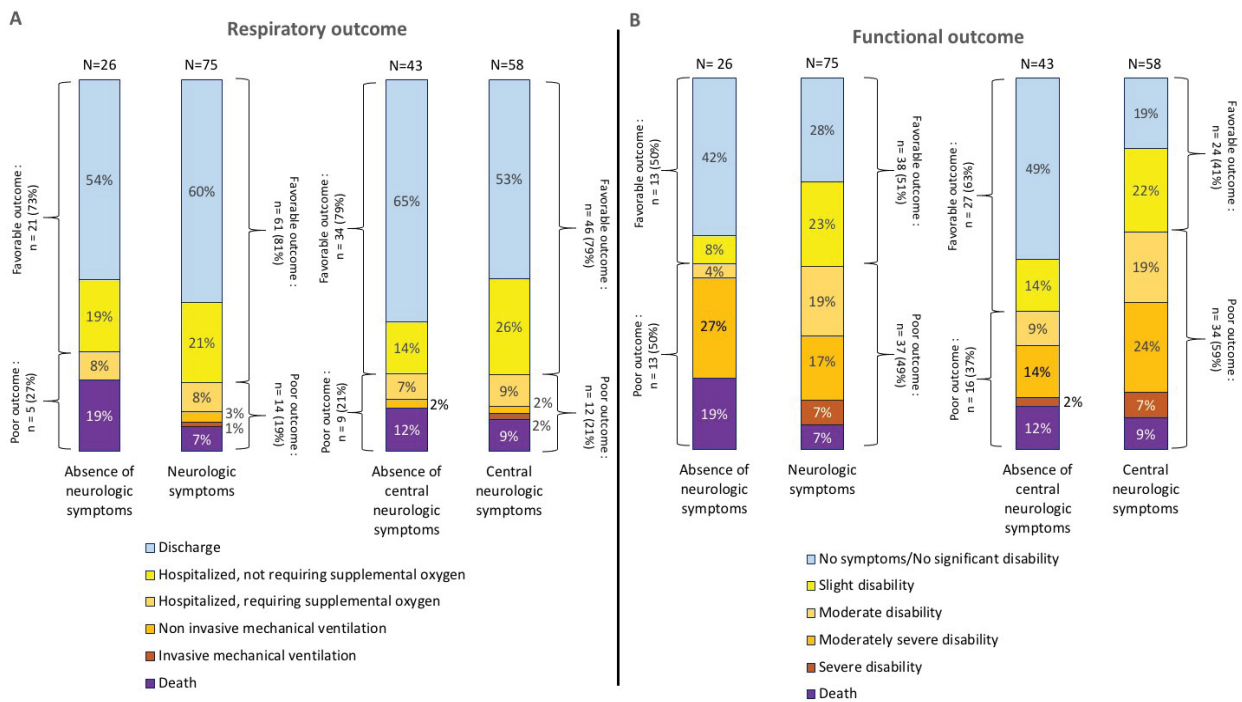 A
Respiratory outcome
N=26
N=75
N=43
N=58
Favorable outcome :
n = 21 (73%)
Poor outcome :
n = 5 (27%)
54%
19%
8%
19%
60%
21%
8%
3%
1%
7%
Favorable outcome :
n= 61 (81%)
Poor outcome :
n= 14 (19%)
Favorable outcome :
n = 34 (79%)
Poor outcome :
n = 9 (21%)
65%
14%
7%
2%
12%
53%
26%
9%
2%
2%
9%
Favorable outcome :
n= 46 (79%)
Poor outcome :
n= 12 (21%)
Absence of
neurologic
symptoms
Neurologic
symptoms
Absence of
central
neurologic
symptoms
Central
neurologic
symptoms
Discharge
Hospitalized, not requiring supplemental oxygen
Hospitalized, requiring supplemental oxygen
Non invasive mechanical ventilation
Invasive mechanical ventilation
Death
B
Functional outcome
N= 26
N=75
N=43
N=58
Favorable outcome :
n = 13 (50%)
Poor outcome :
n = 13 (50%)
42%
8%
4%
27%
19%
28%
23%
19%
17%
7%
7%
Favorable outcome :
n= 38 (51%)
Poor outcome :
n= 37 (49%)
Favorable outcome :
n = 27 (63%)
Poor outcome :
n = 16 (37%)
49%
14%
9%
14%
2%
12%
19%
22%
19%
24%
7%
9%
Favorable outcome :
n= 24 (41%)
Poor outcome :
n= 34 (59%)
Absence of
neurologic
symptoms
Neurologic
symptoms
Absence of
central
neurologic
symptoms
Central
neurologic
symptoms
No symptoms/No significant disability
Slight disability
Moderate disability
Moderately severe disability
Severe disability
Death